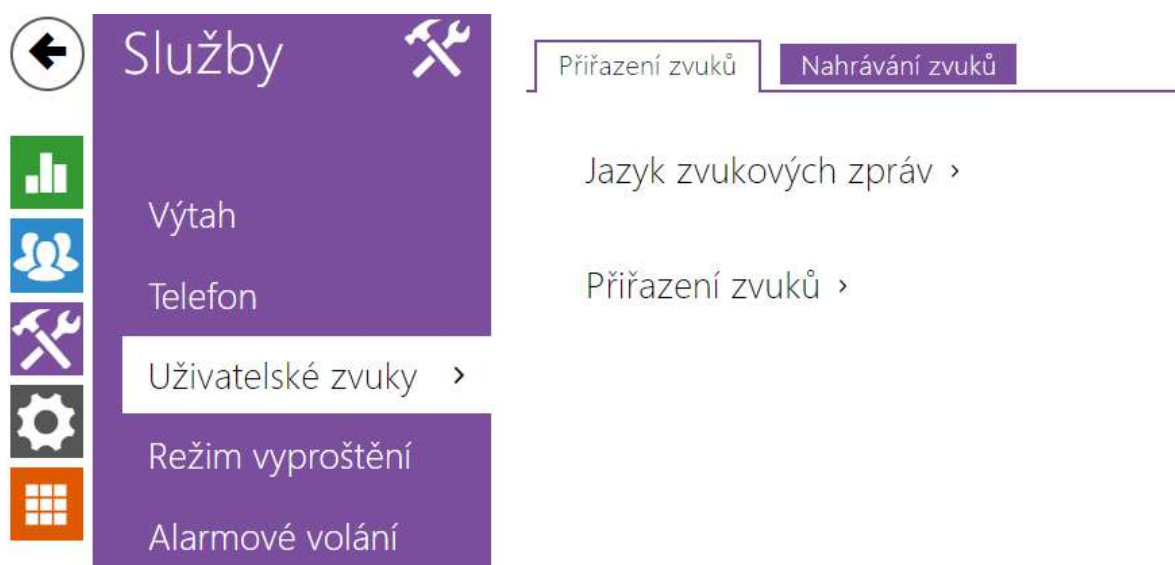 Služby
Výtah
Telefon
Uživatelské zvuky
Režim vyproštění
Alarmové volání
Přiřazení zvuků
Nahrávání zvuků
Jazyk zvukových zpráv
Přiřazení zvuků